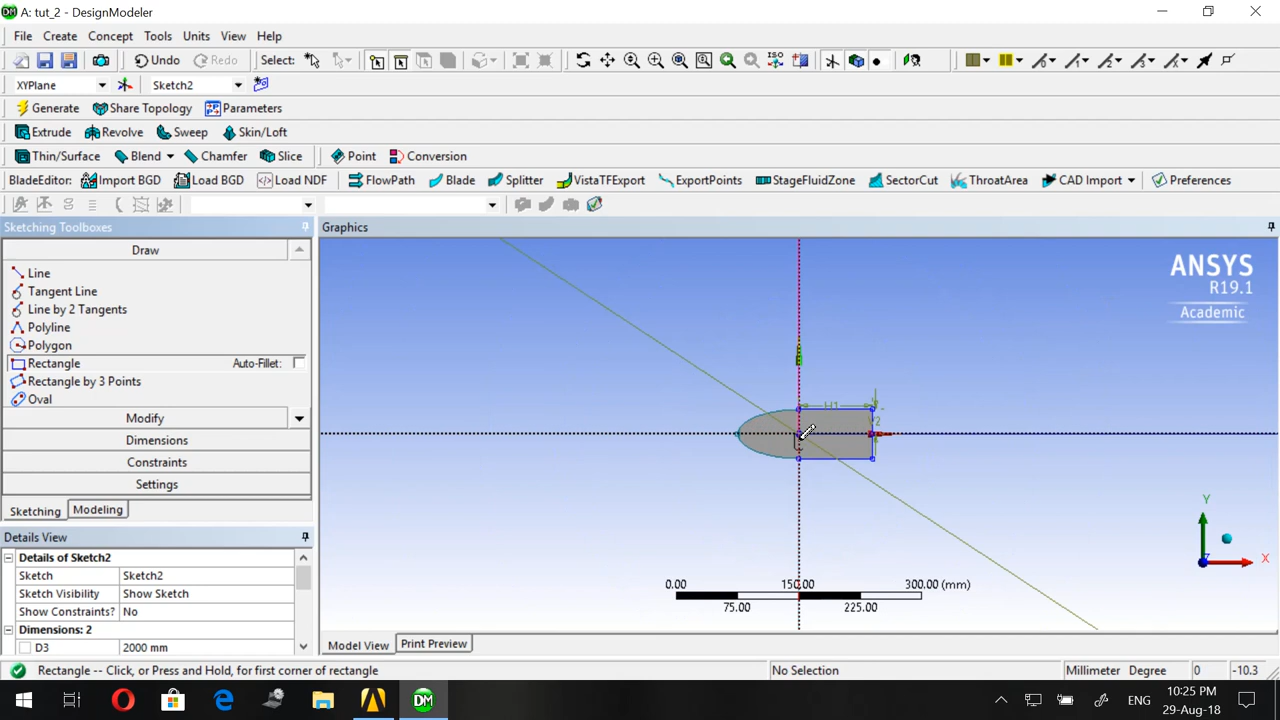 A: tut_2 - DesignModeler
File Create Concept Tools Units View Help
Undo Redo Select:
XYPlane Sketch2
Generate Share Topology Parameters
Extrude Revolve Sweep Skin/Loft
Thin/Surface Blend Chamfer Slice Point Conversion
BladeEditor: Import BGD Load BGD Load NDF FlowPath Blade Splitter VistaTFExport ExportPoints StageFluidZone SectorCut ThroatArea CAD Import Preferences
Sketching Toolboxes
Graphics
Draw
Line
Tangent Line
Line by 2 Tangents
Polyline
Polygon
Rectangle Auto-Fillet:
Rectangle by 3 Points
Oval
Modify
Dimensions
Constraints
Settings
Sketching Modeling
Details View
Details of Sketch2
Sketch Sketch2
Sketch Visibility Show Sketch
Show Constraints? No
Dimensions: 2
D3 2000 mm
ANSYS
R19.1
Academic
H1
Y
X
0.00 150.00 300.00 (mm)
75.00 225.00
Model View Print Preview
Rectangle -- Click, or Press and Hold, for first corner of rectangle No Selection Millimeter Degree 0 -10.3
DM ENG 10:25 PM
29-Aug-18